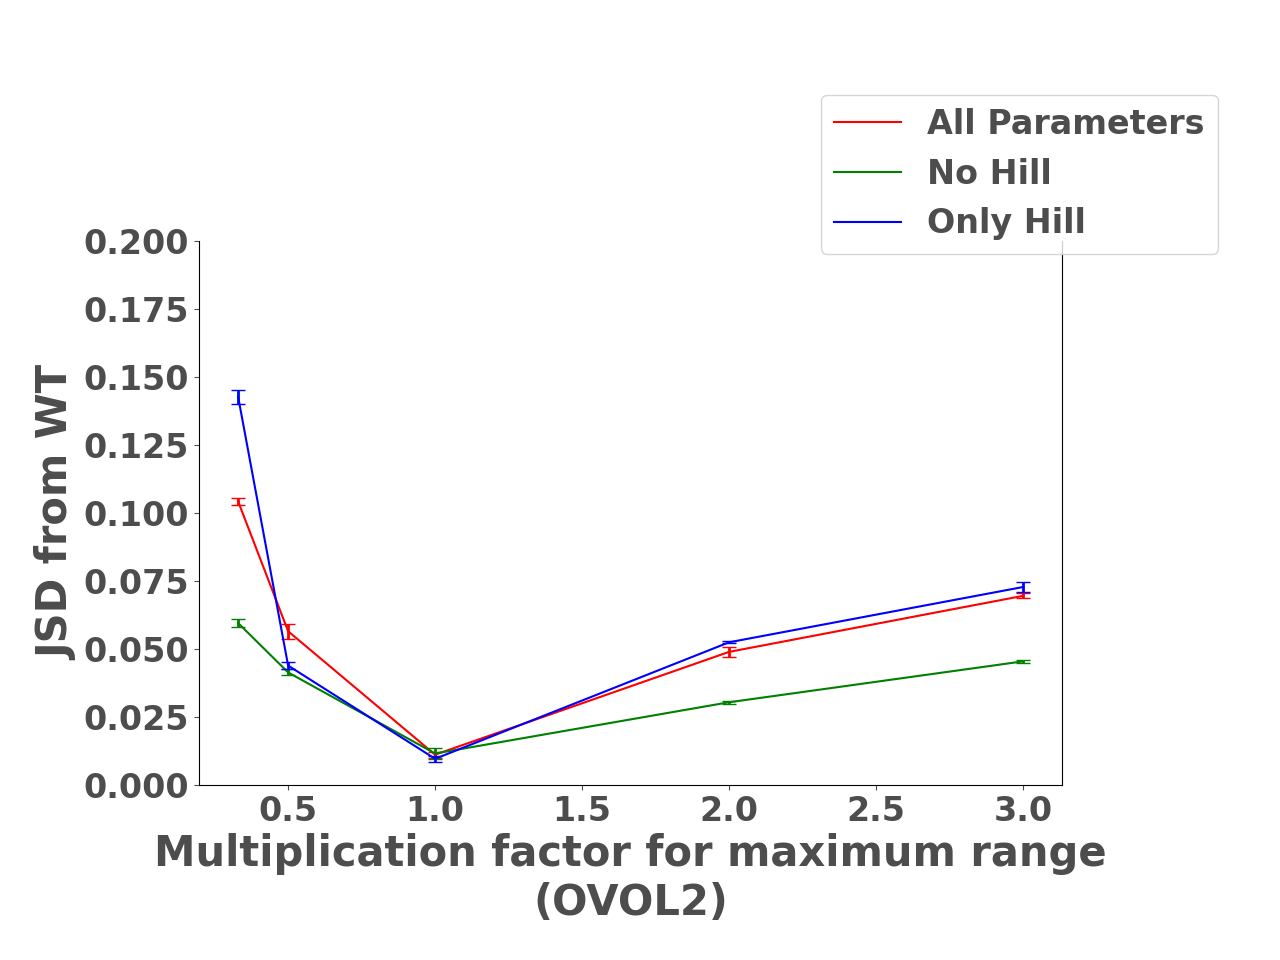 All Parameters
No Hill
Only Hill
0.200
0.175
0.150
0.125
0.100
0.075
0.050
0.025
0.000
JSD from WT
0.5 1.0 1.5 2.0 2.5 3.0
Multiplication factor for maximum range
(OVOL2)